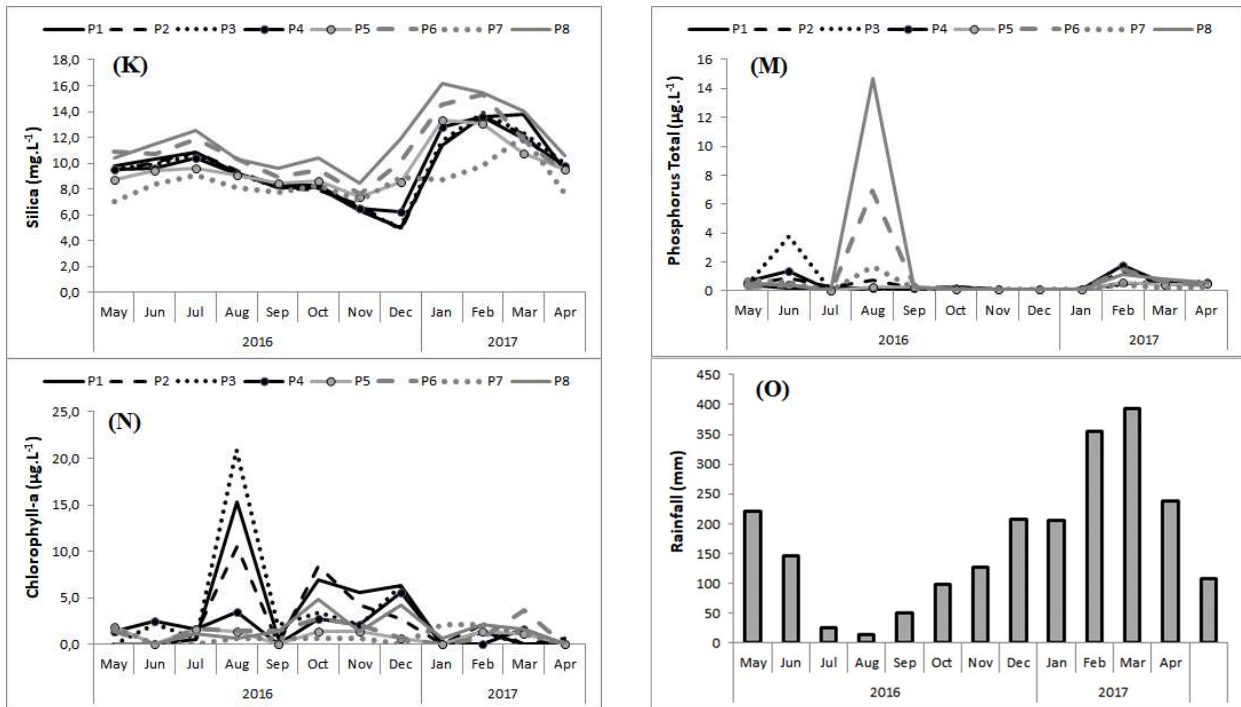 P1 P2 P3 P4 P5 P6 P7 P8
(K)
Silica (mg.L-1)
18,0
16,0
14,0
12,0
10,0
8,0
6,0
4,0
2,0
0,0
May Jun Jul Aug Sep Oct Nov Dec Jan Feb Mar Apr
2016 2017
P1 P2 P3 P4 P5 P6 P7 P8
(M)
Phosphorus Total (µg.L-1)
16
14
12
10
8
6
4
2
0
May Jun Jul Aug Sep Oct Nov Dec Jan Feb Mar Apr
2016 2017
P1 P2 P3 P4 P5 P6 P7 P8
(N)
Chlorophyll-a (µg.L-1)
25,0
20,0
15,0
10,0
5,0
0,0
May Jun Jul Aug Sep Oct Nov Dec Jan Feb Mar Apr
2016 2017
(O)
Rainfall (mm)
450
400
350
300
250
200
150
100
50
0
May Jun Jul Aug Sep Oct Nov Dec Jan Feb Mar Apr
2016 2017